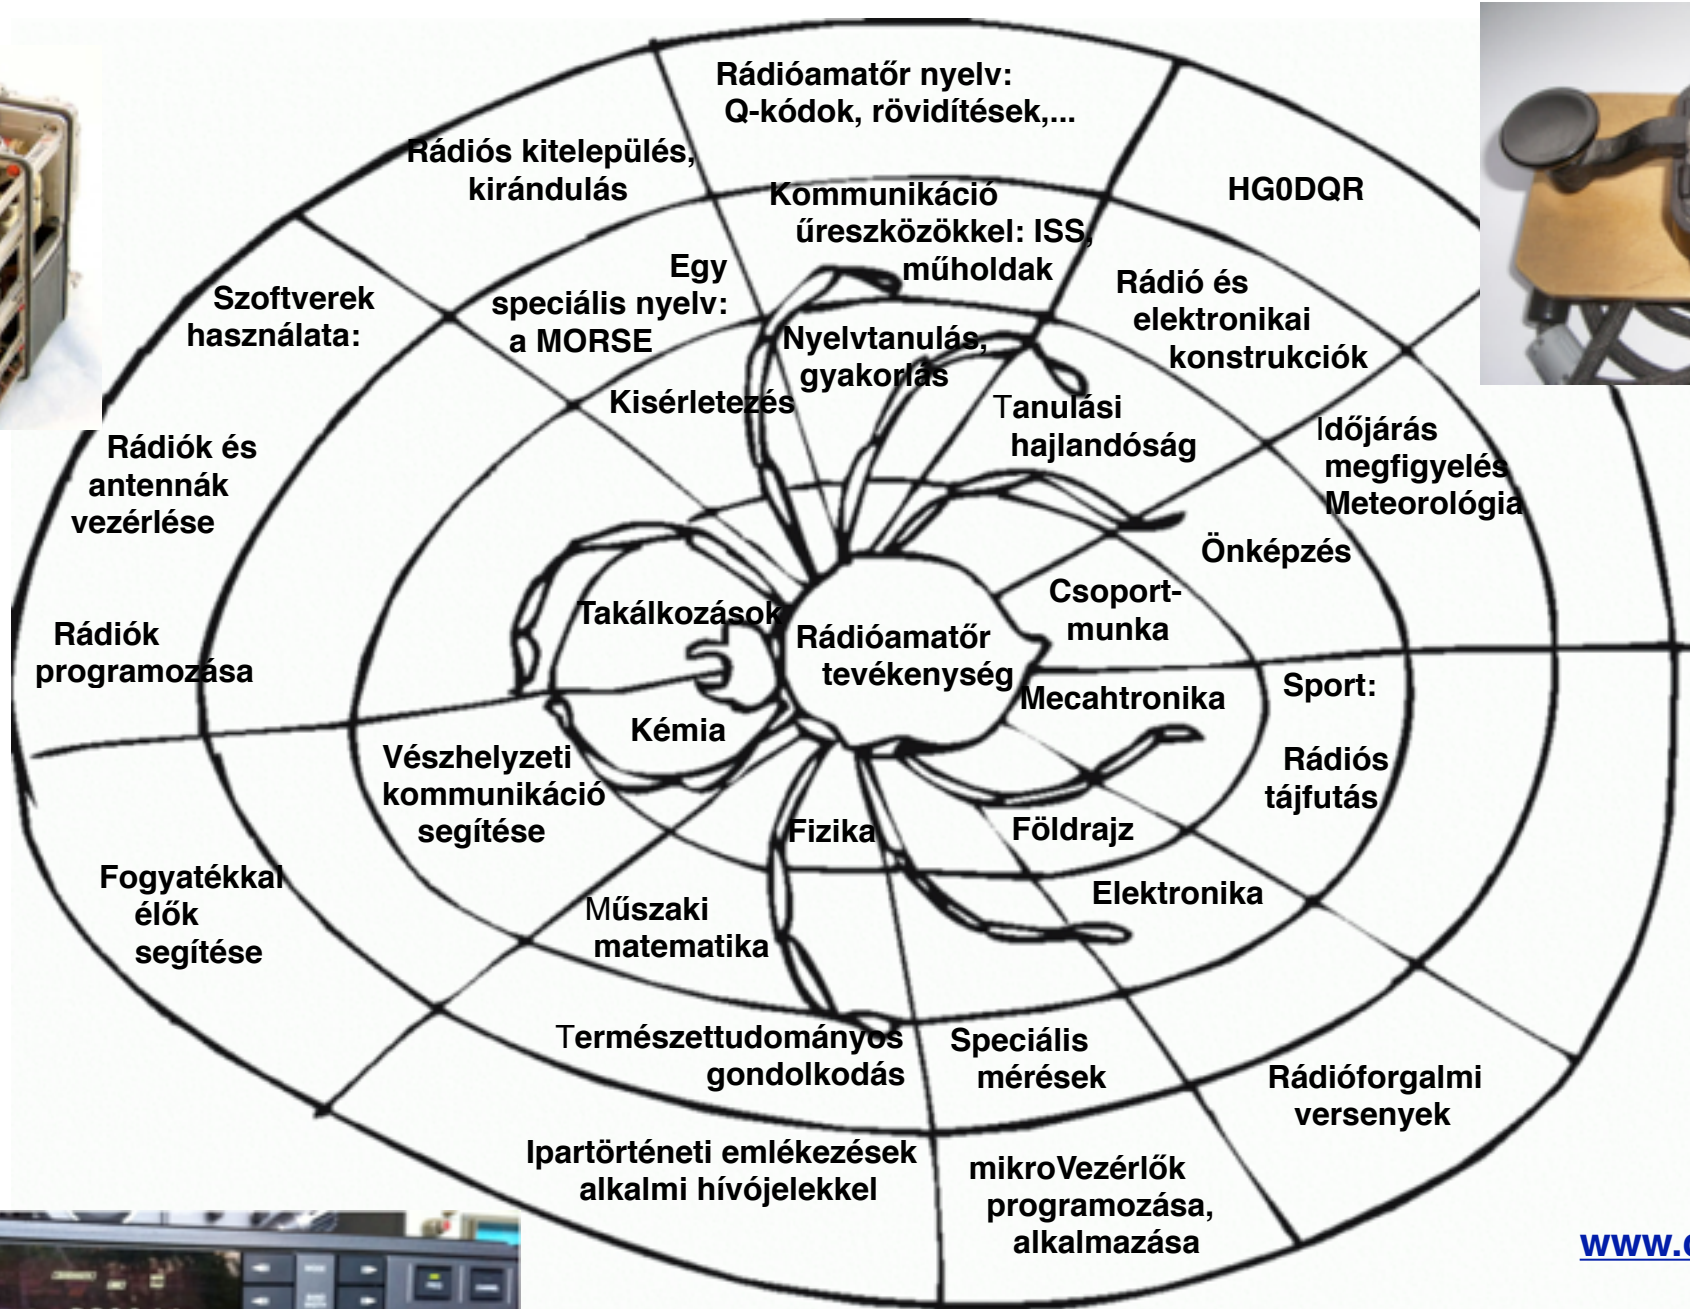 Rádióamatőr nyelv:
Q-kódok, rövidítések,...
Rádiós kitelepülés,
kirándulás
HG0DQR
Kommunikáció
űreszközökkel: ISS,
műholdak
Egy
speciális nyelv:
a MORSE
Rádió és
elektronikai
konstrukciók
Szoftverek
használata:
Nyelvtanulás,
gyakorlás
Kisérletezés
Tanulási
hajlandóság
Időjárás
megfigyelés
Meteorológia
Rádiók és
antennák
vezérlése
Önképzés
Csoport-
munka
Takálkozások
Rádióamatőr
tevékenység
Rádiók
programozása
Mecahtronika
Sport:
Rádiós
tájfutás
Kémia
Vészhelyzeti
kommunikáció
segítése
Fizika
Földrajz
Fogyatékkal
élők
segítése
Elektronika
Műszaki
matematika
Természettudományos
gondolkodás
Speciális
mérések
Rádióforgalmi
versenyek
Ipartörténeti emlékezések
alkalmi hívójelekkel
mikroVezérlők
programozása,
alkalmazása